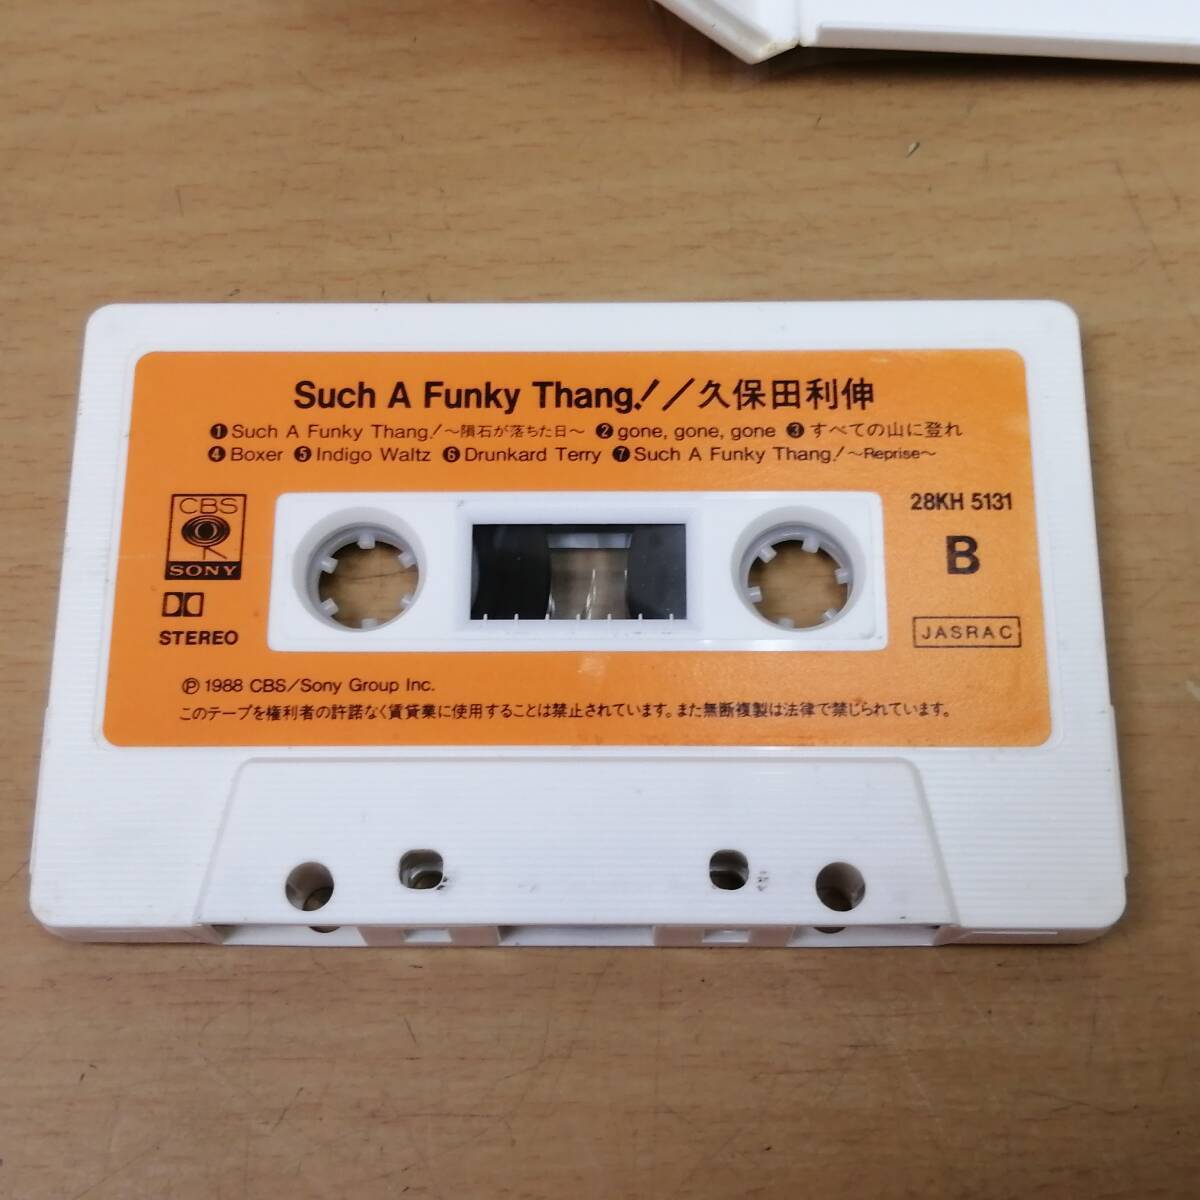 Such A Funky Thang!／久保田利伸
❶Such A Funky Thang!〜隕石が落ちた日〜 ❷gone, gone, gone ❸すべての山に登れ
❹Boxer ❺Indigo Waltz ❻Drunkard Terry ❼Such A Funky Thang!〜Reprise〜
CBS
SONY
STEREO
28KH 5131
B
JASRAC
Ⓟ 1988 CBS/Sony Group Inc.
このテープを権利者の許諾なく賃貸業に使用することは禁止されています。また無断複製は法律で禁じられています。